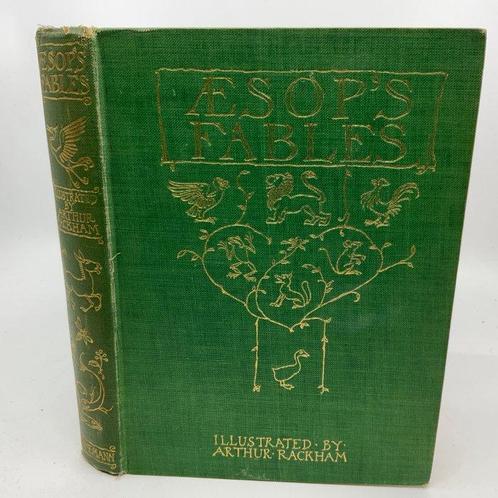 ÆSOP'S
FABLES
ILLUSTRATED
BY
ARTHUR
RACKHAM
ÆSOP'S
FABLES
ILLUSTRATED · BY ·
ARTHUR · RACKHAM